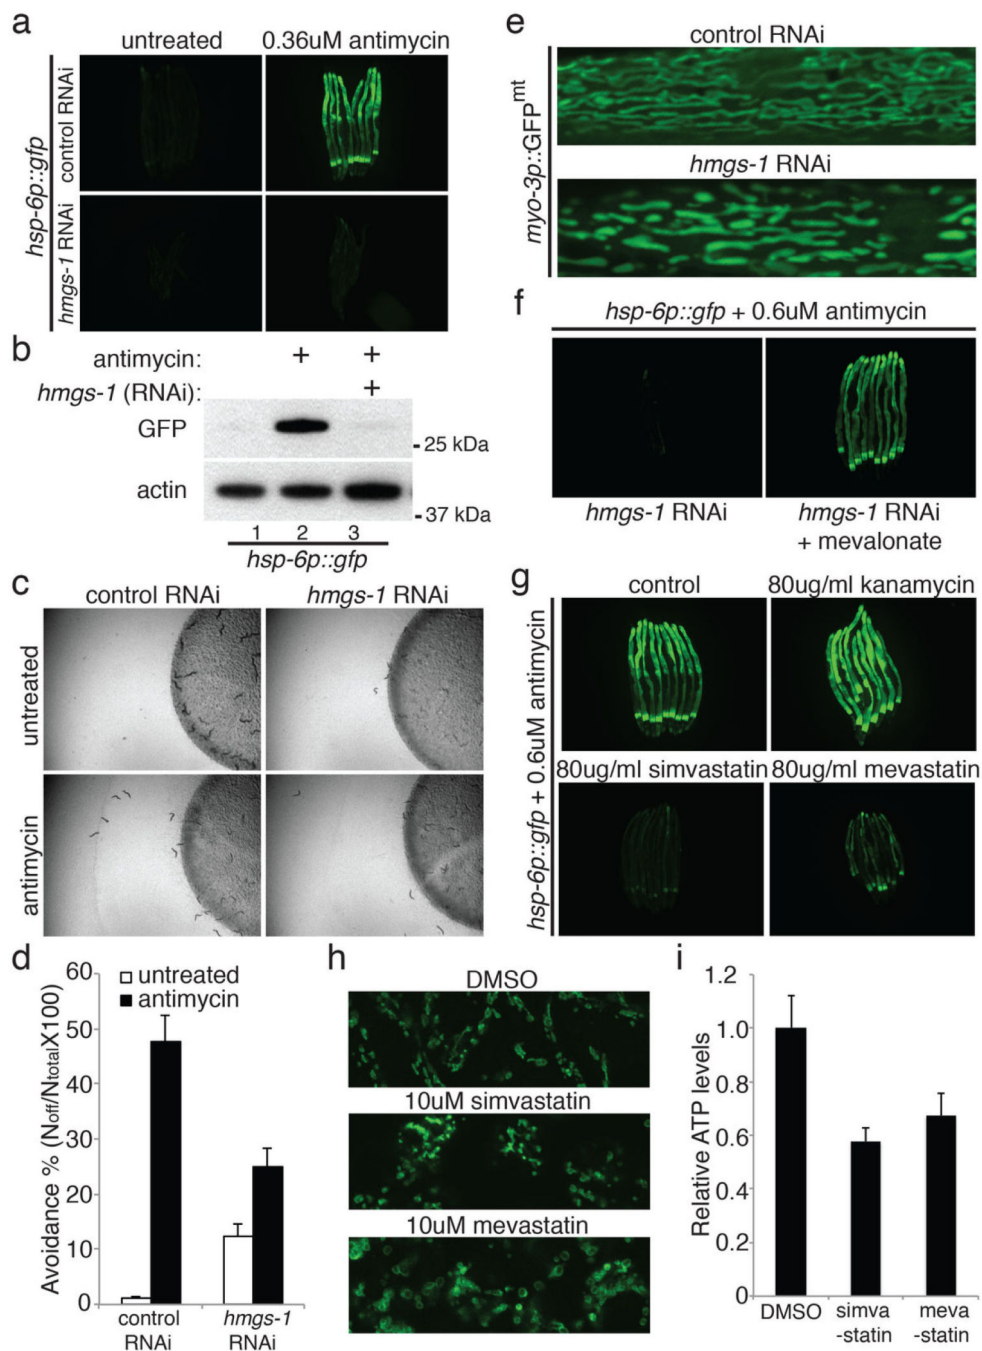 a
untreated 0.36uM antimycin
hsp-6p::gfp
control RNAi
hmgs-1 RNAi
b
antimycin: + +
hmgs-1 (RNAi): +
GFP
25 kDa
actin
37 kDa
1 2 3
hsp-6p::gfp
c
control RNAi hmgs-1 RNAi
untreated
antimycin
d
Avoidance % (Noff/NtotalX100)
60
50
40
30
20
10
0
untreated
antimycin
control RNAi
hmgs-1 RNAi
e
control RNAi
myo-3p::GFPmt
hmgs-1 RNAi
f
hsp-6p::gfp + 0.6uM antimycin
hmgs-1 RNAi
hmgs-1 RNAi
+ mevalonate
g
hsp-6p::gfp + 0.6uM antimycin
control 80ug/ml kanamycin
80ug/ml simvastatin 80ug/ml mevastatin
h
DMSO
10uM simvastatin
10uM mevastatin
i
Relative ATP levels
1.2
1.0
0.8
0.6
0.4
0.2
0
DMSO
simva
-statin
meva
-statin